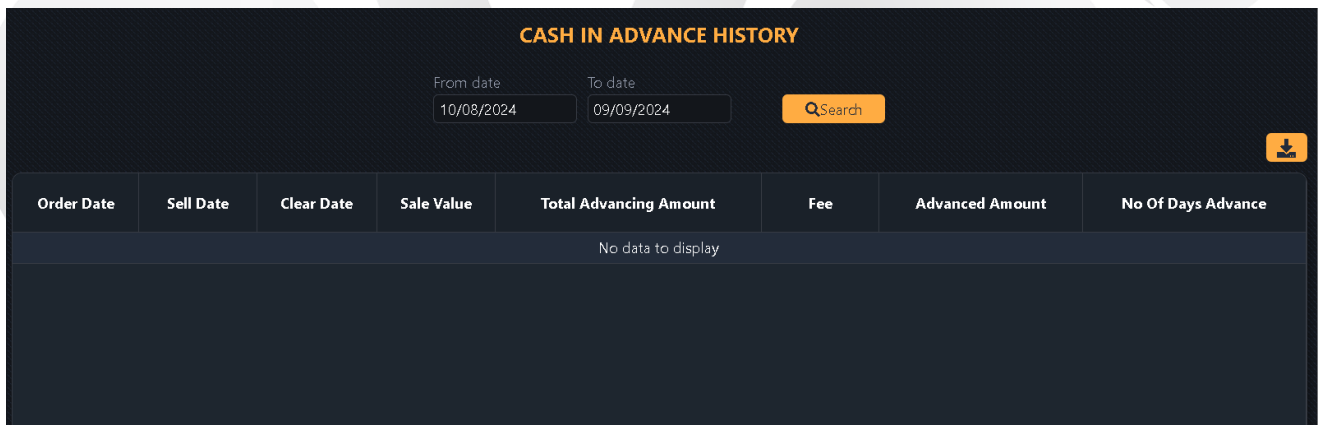 CASH IN ADVANCE HISTORY
From date To date
10/08/2024 09/09/2024 Search
Order Date Sell Date Clear Date Sale Value Total Advancing Amount Fee Advanced Amount No Of Days Advance
No data to display